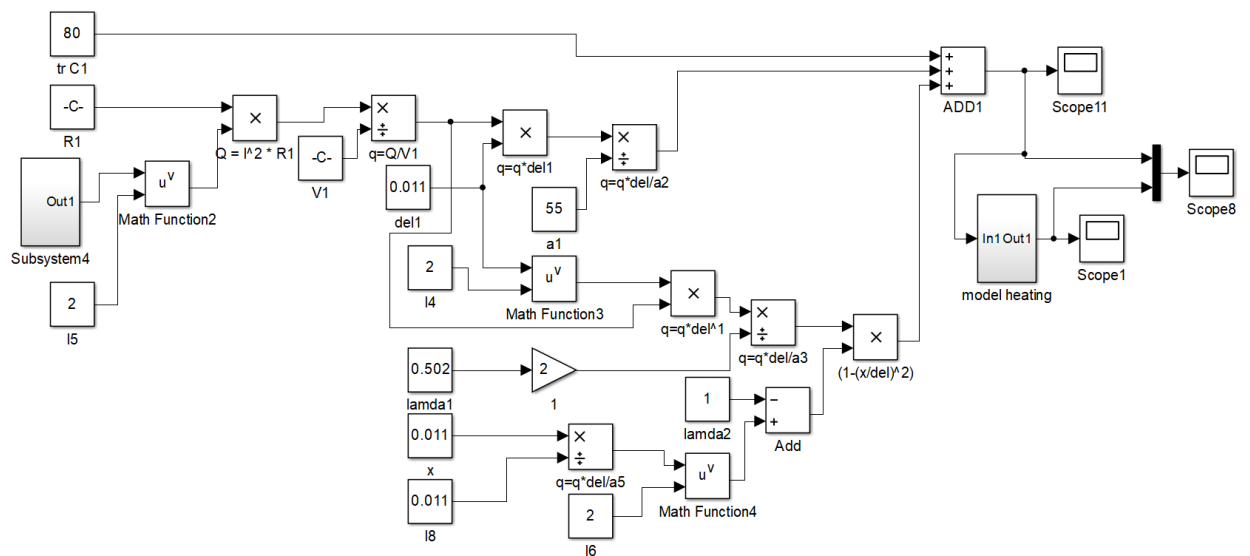 80
tr C1
-C-
R1
Q = I^2 * R1
-C-
V1
q=Q/V1
q=q*del1
q=q*del/a2
ADD1
Scope11
Out1
Subsystem4
u^v
Math Function2
2
I5
0.011
del1
55
a1
2
I4
u^v
Math Function3
q=q*del^1
q=q*del/a3
(1-(x/del)^2)
In1 Out1
model heating
Scope1
Scope8
0.502
lamda1
2
1
1
lamda2
Add
0.011
x
0.011
I8
q=q*del/a5
2
I6
u^v
Math Function4